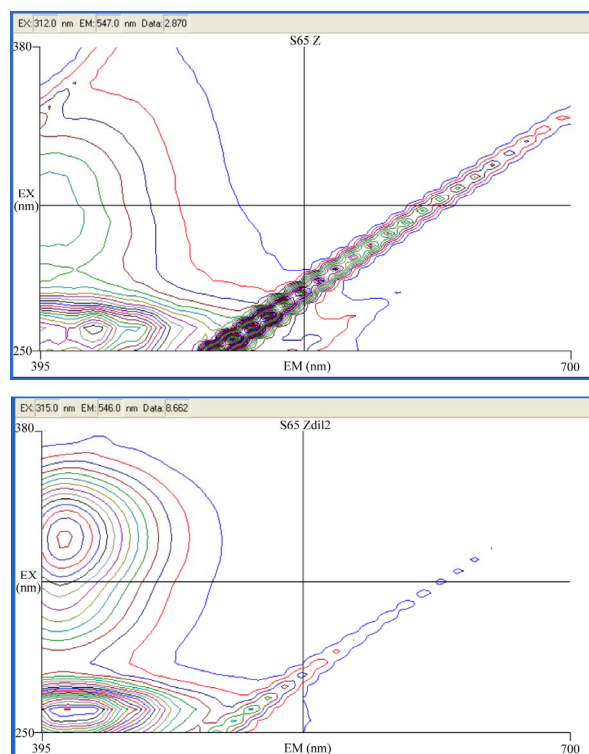 EX: 312.0 nm EM: 547.0 nm Data: 2.870
S65 Z
380
EX
(nm)
250
395
EM (nm)
700
EX: 315.0 nm EM: 546.0 nm Data: 8.662
S65 Zdil2
380
EX
(nm)
250
395
EM (nm)
700